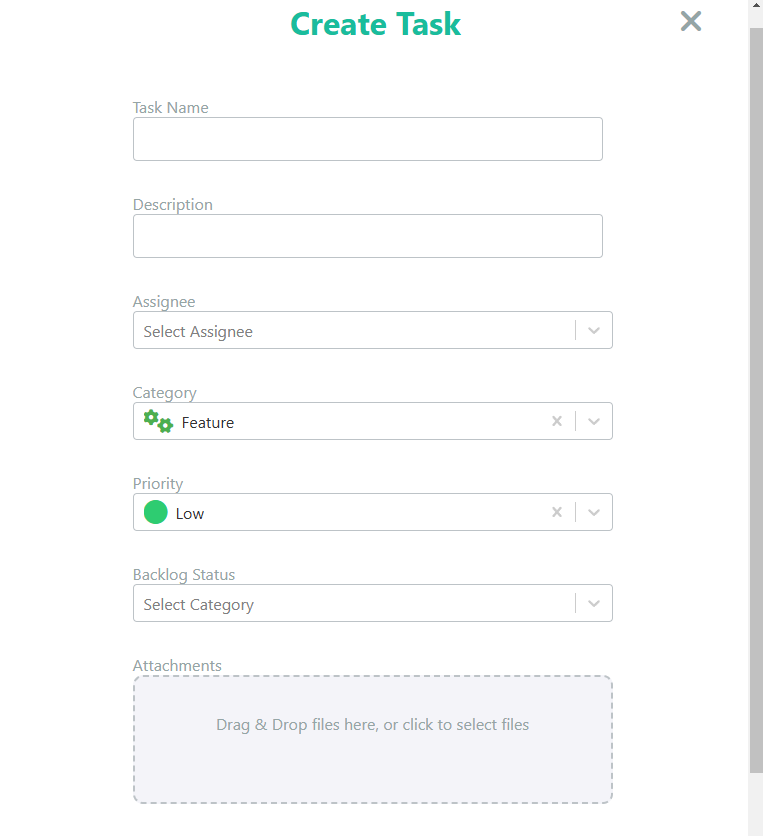 Create Task
Task Name
Description
Assignee
Select Assignee
Category
Feature
Priority
Low
Backlog Status
Select Category
Attachments
Drag & Drop files here, or click to select files